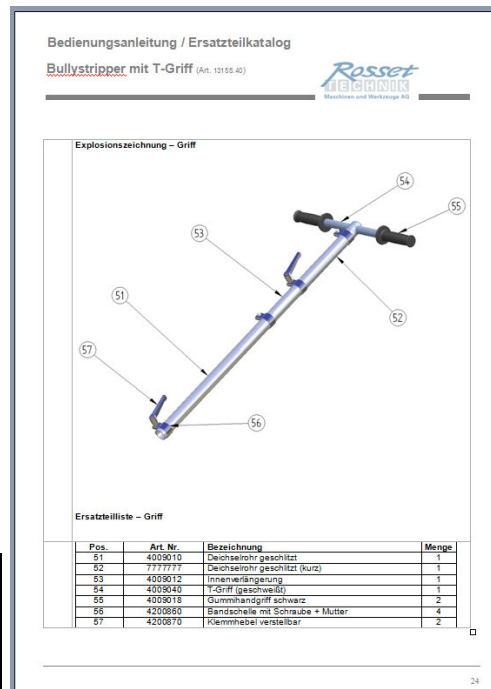 Bedienungsanleitung / Ersatzteilkatalog
Bullystripper mit T-Griff (Art. 13155.40)
Rosset
TECHNIK
Maschinen und Werkzeuge AG
Explosionszeichnung – Griff
54
55
53
52
51
57
56
Ersatzteilliste – Griff
Pos. Art. Nr. Bezeichnung Menge
51 4009010 Deichselrohr geschlitzt 1
52 7777777 Deichselrohr geschlitzt (kurz) 1
53 4009012 Innenverlängerung 1
54 4009040 T-Griff (geschweißt) 1
55 4009018 Gummihandgriff schwarz 2
56 4200860 Bandschelle mit Schraube + Mutter 4
57 4200870 Klemmhebel verstellbar 2
24